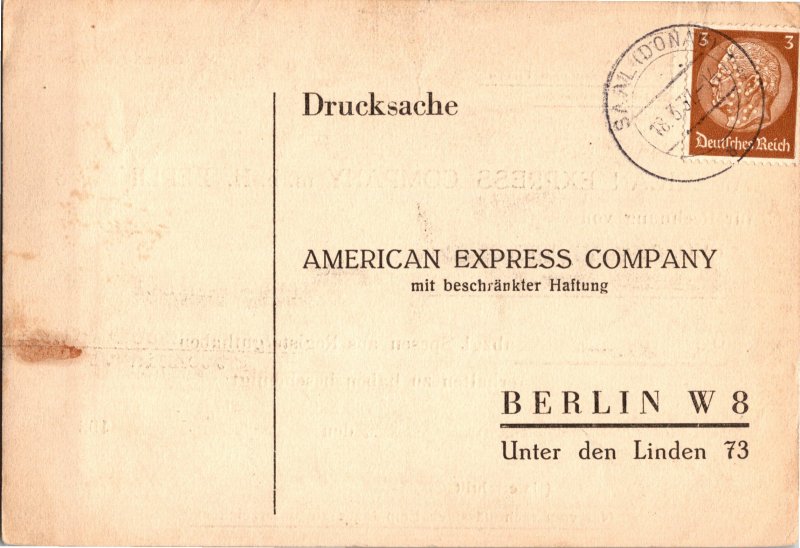 Drucksache
SAAL (DONAU)
3 3
Deutsches Reich
AMERICAN EXPRESS COMPANY
mit beschränkter Haftung
BERLIN W 8
Unter den Linden 73